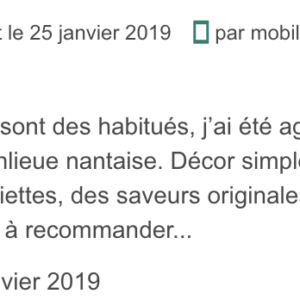 le 25 janvier 2019 par mobil
sont des habitués, j'ai été ag
nlieue nantaise. Décor simple
iettes, des saveurs originales
à recommander...
vier 2019